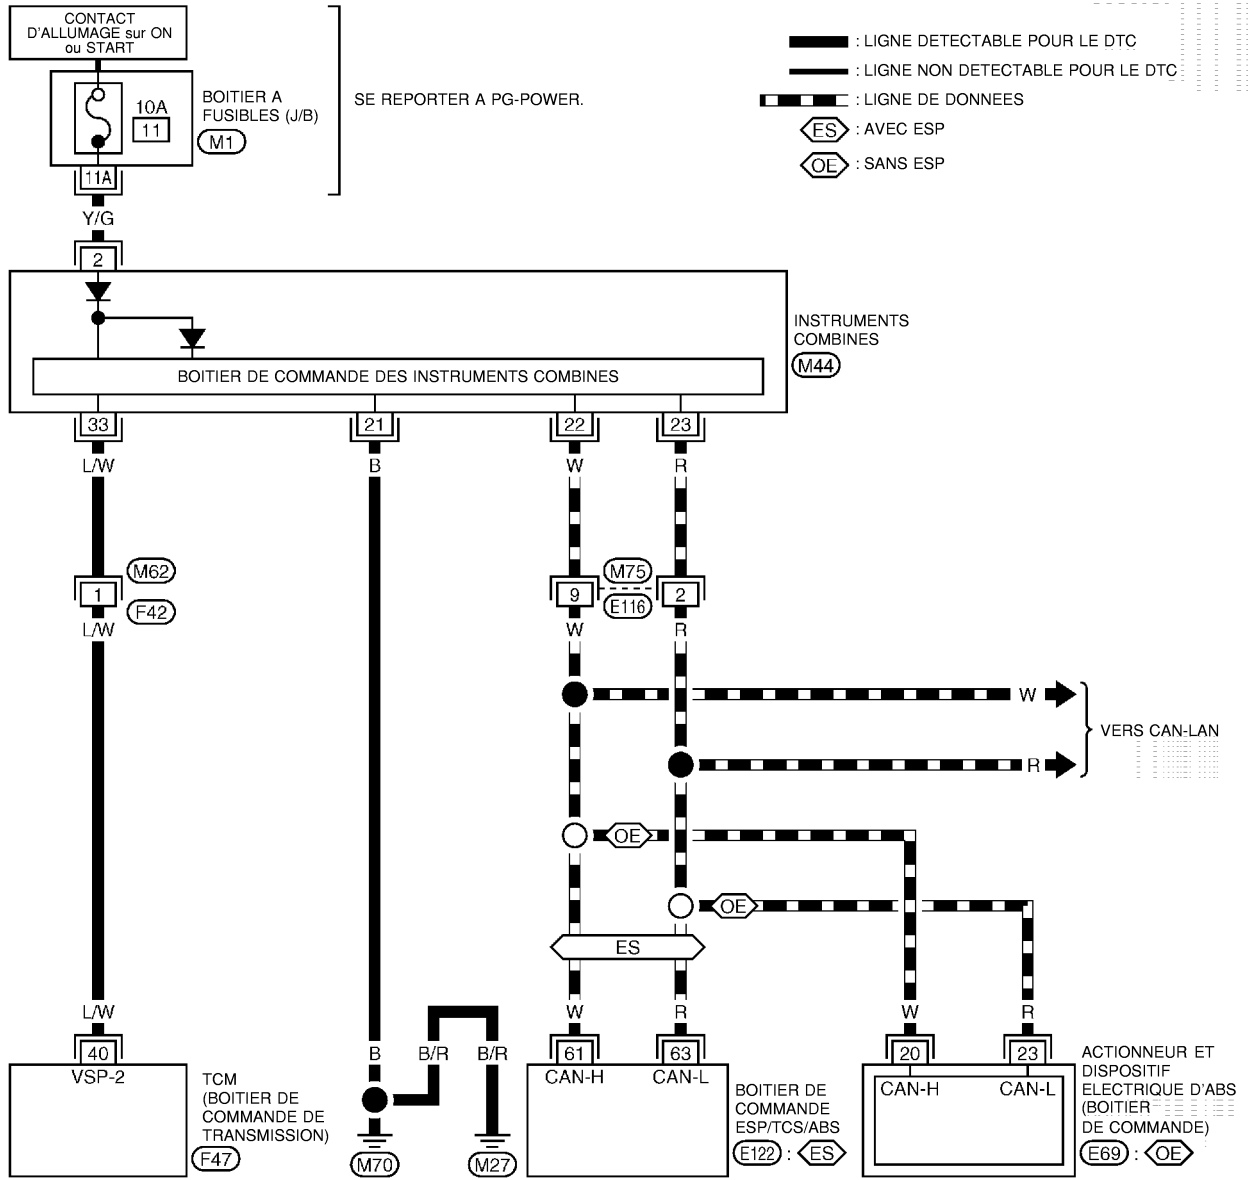 CONTACT
D'ALLUMAGE sur ON
ou START
10A
11
BOITIER A
FUSIBLES (J/B)
M1
SE REPORTER A PG-POWER.
: LIGNE DETECTABLE POUR LE DTC
: LIGNE NON DETECTABLE POUR LE DTC
: LIGNE DE DONNEES
ES : AVEC ESP
OE : SANS ESP
11A
Y/G
2
INSTRUMENTS
COMBINES
M44
BOITIER DE COMMANDE DES INSTRUMENTS COMBINES
33 21 22 23
L/W B W R
M62
1
F42
L/W
M75
9 2
E116
W R
W
VERS CAN-LAN
R
OE
OE
ES
L/W W R W R
40
B B/R B/R
61 63 20 23
VSP-2
CAN-H CAN-L
CAN-H CAN-L
TCM
(BOITIER DE
COMMANDE DE
TRANSMISSION)
F47
M70 M27
BOITIER DE
COMMANDE
ESP/TCS/ABS
E122 : ES
ACTIONNEUR ET
DISPOSITIF
ELECTRIQUE D'ABS
(BOITIER
DE COMMANDE)
E69 : OE